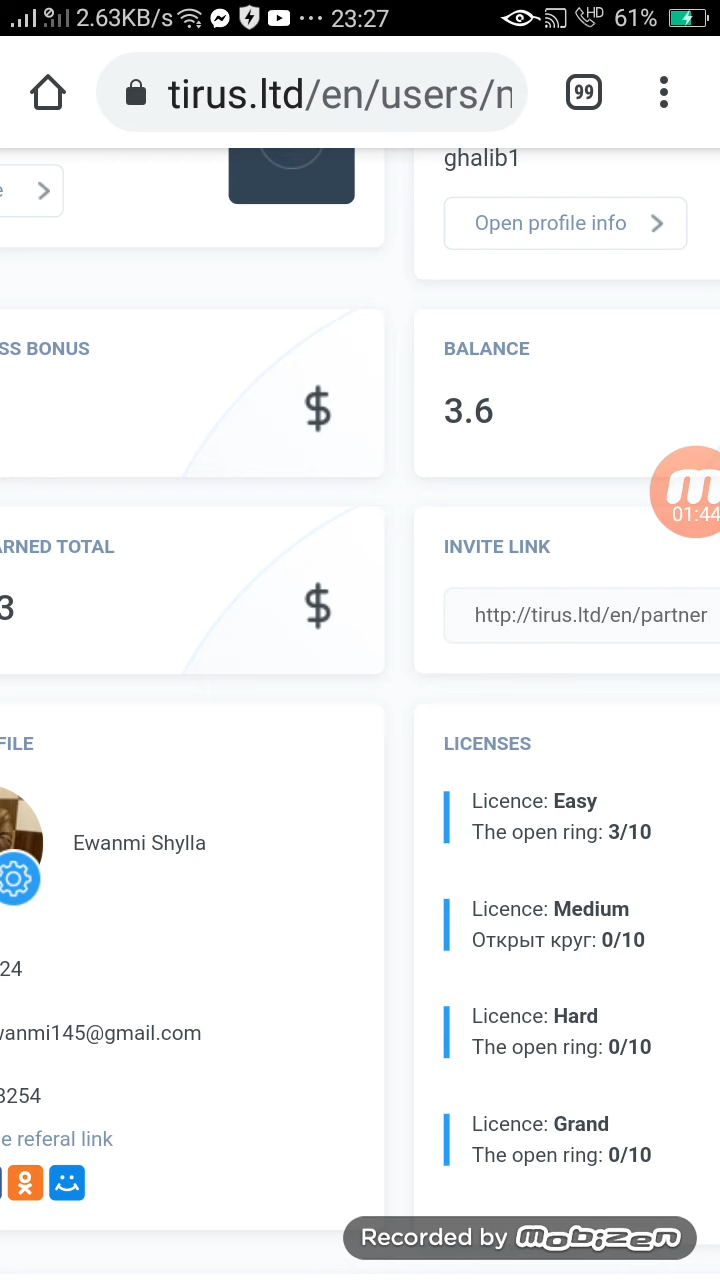 2.63KB/s ... 23:27 HD 61%
tirus.ltd/en/users/n
99
ghalib1
e
Open profile info
SS BONUS
$
BALANCE
3.6
01:44
ARNED TOTAL
3
$
INVITE LINK
http://tirus.ltd/en/partner
FILE
Ewanmi Shylla
24
wanmi145@gmail.com
3254
e referal link
LICENSES
Licence: Easy
The open ring: 3/10
Licence: Medium
Открыт круг: 0/10
Licence: Hard
The open ring: 0/10
Licence: Grand
The open ring: 0/10
Recorded by mobizen